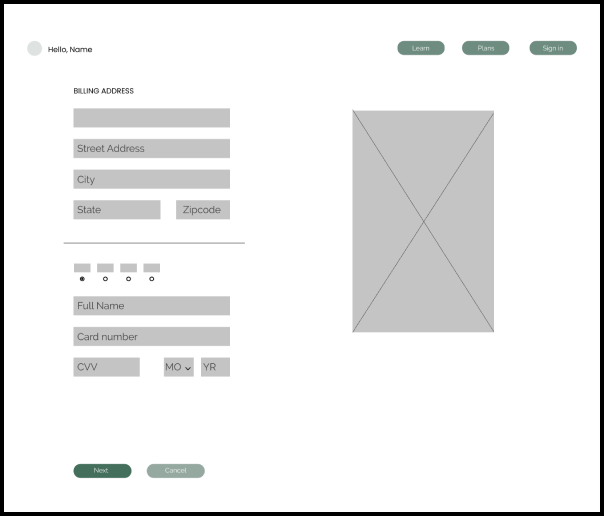 Hello, Name
Learn
Plans
Sign in
BILLING ADDRESS
Street Address
City
State
Zipcode
Full Name
Card number
CVV
MO
YR
Next
Cancel